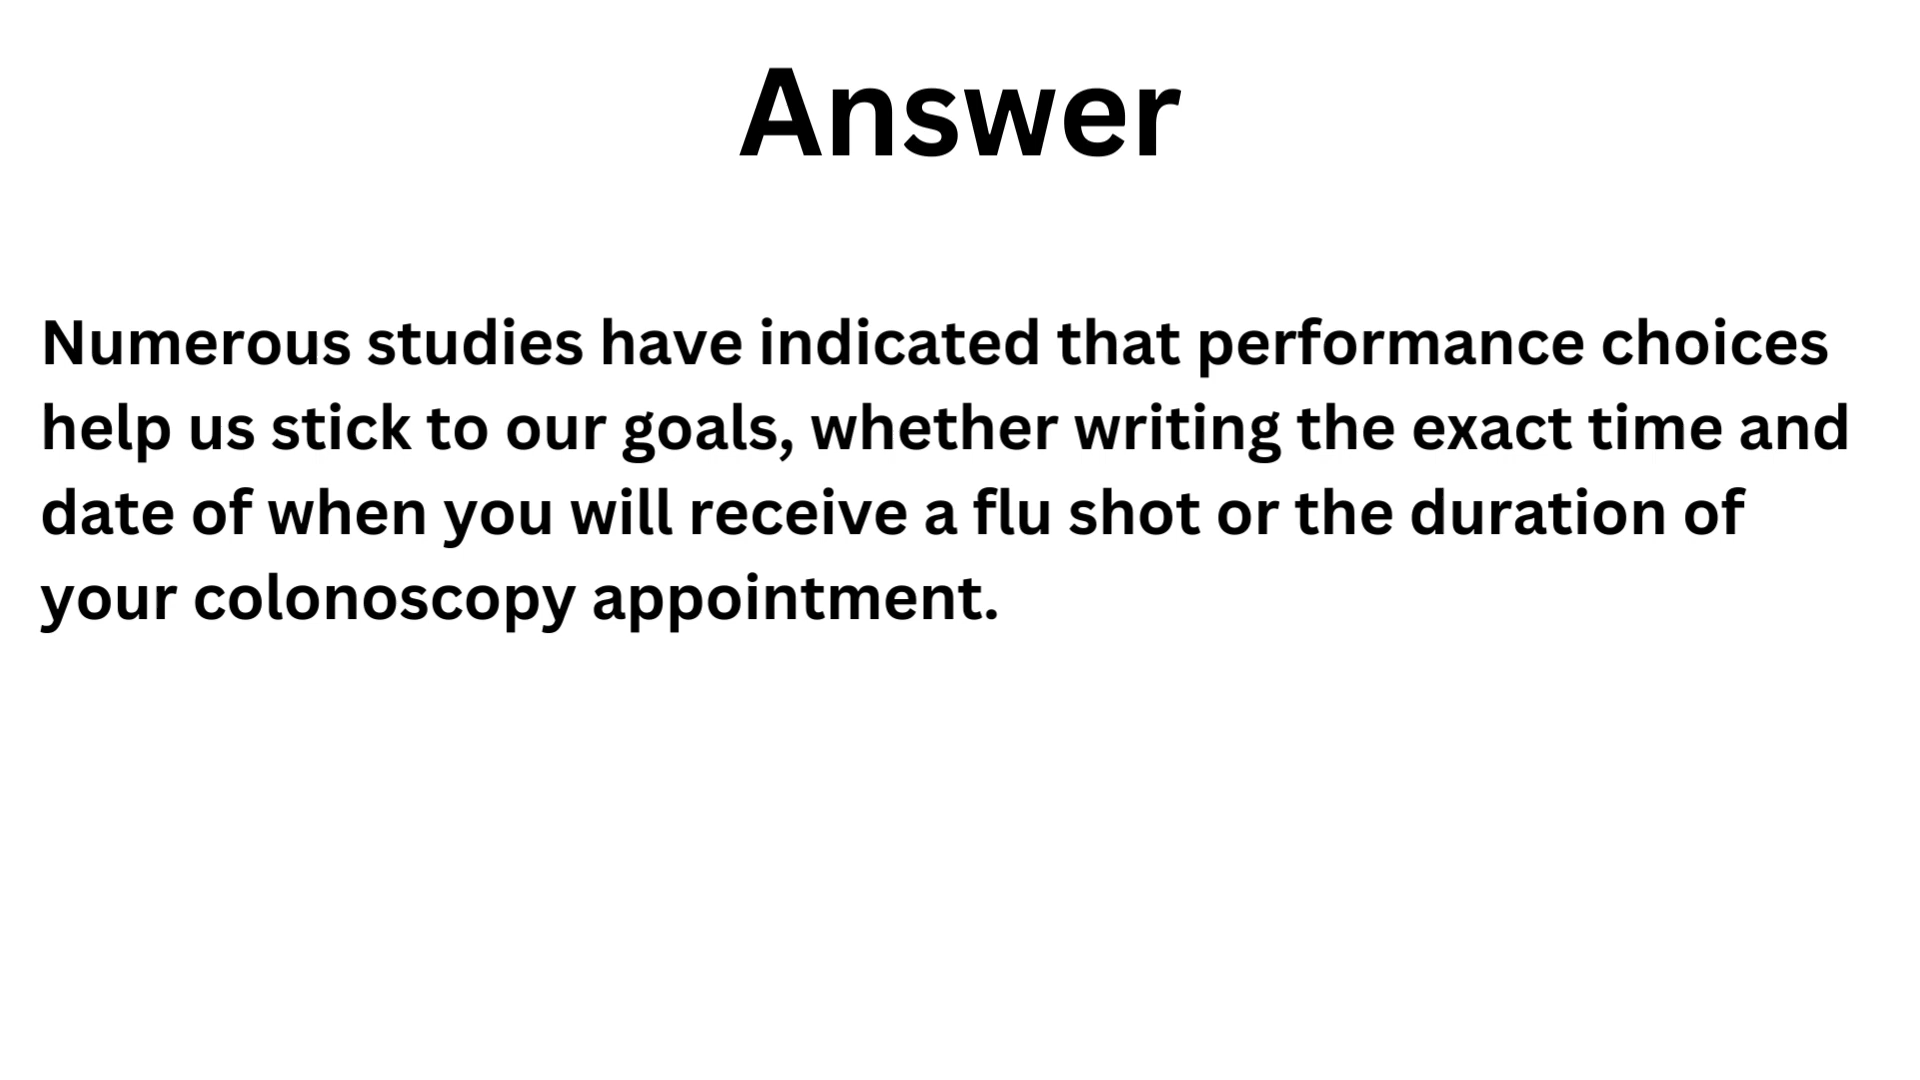 Answer
Numerous studies have indicated that performance choices
help us stick to our goals, whether writing the exact time and
date of when you will receive a flu shot or the duration of
your colonoscopy appointment.